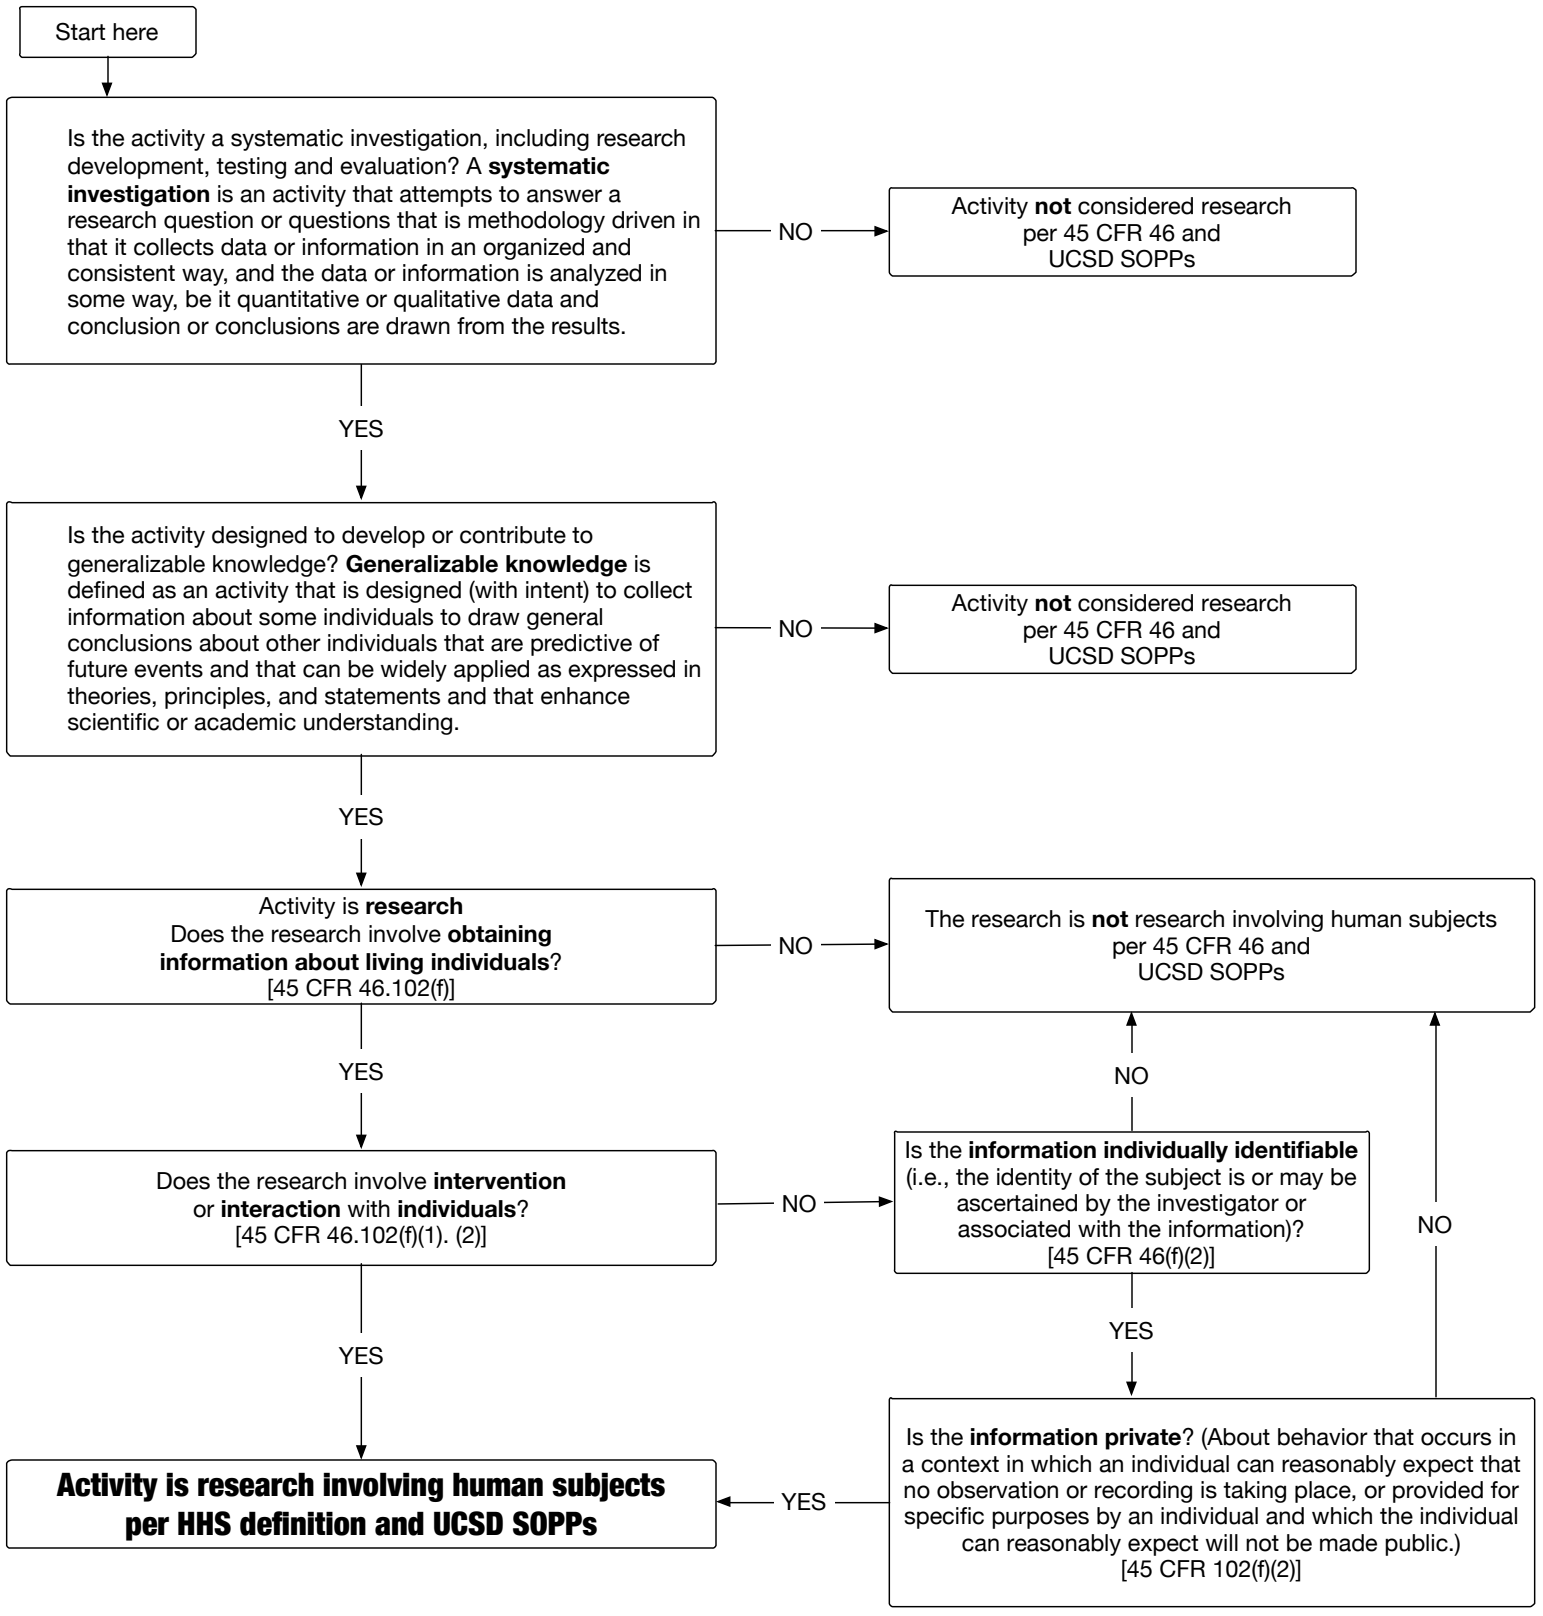 Start here
Is the activity a systematic investigation, including research
development, testing and evaluation? A systematic
investigation is an activity that attempts to answer a
research question or questions that is methodology driven in
that it collects data or information in an organized and
consistent way, and the data or information is analyzed in
some way, be it quantitative or qualitative data and
conclusion or conclusions are drawn from the results.
NO
Activity not considered research
per 45 CFR 46 and
UCSD SOPPs
YES
Is the activity designed to develop or contribute to
generalizable knowledge? Generalizable knowledge is
defined as an activity that is designed (with intent) to collect
information about some individuals to draw general
conclusions about other individuals that are predictive of
future events and that can be widely applied as expressed in
theories, principles, and statements and that enhance
scientific or academic understanding.
NO
Activity not considered research
per 45 CFR 46 and
UCSD SOPPs
YES
Activity is research
Does the research involve obtaining
information about living individuals?
[45 CFR 46.102(f)]
NO
The research is not research involving human subjects
per 45 CFR 46 and
UCSD SOPPs
YES
NO
Does the research involve intervention
or interaction with individuals?
[45 CFR 46.102(f)(1). (2)]
NO
Is the information individually identifiable
(i.e., the identity of the subject is or may be
ascertained by the investigator or
associated with the information)?
[45 CFR 46(f)(2)]
NO
YES
YES
Activity is research involving human subjects
per HHS definition and UCSD SOPPs
YES
Is the information private? (About behavior that occurs in
a context in which an individual can reasonably expect that
no observation or recording is taking place, or provided for
specific purposes by an individual and which the individual
can reasonably expect will not be made public.)
[45 CFR 102(f)(2)]